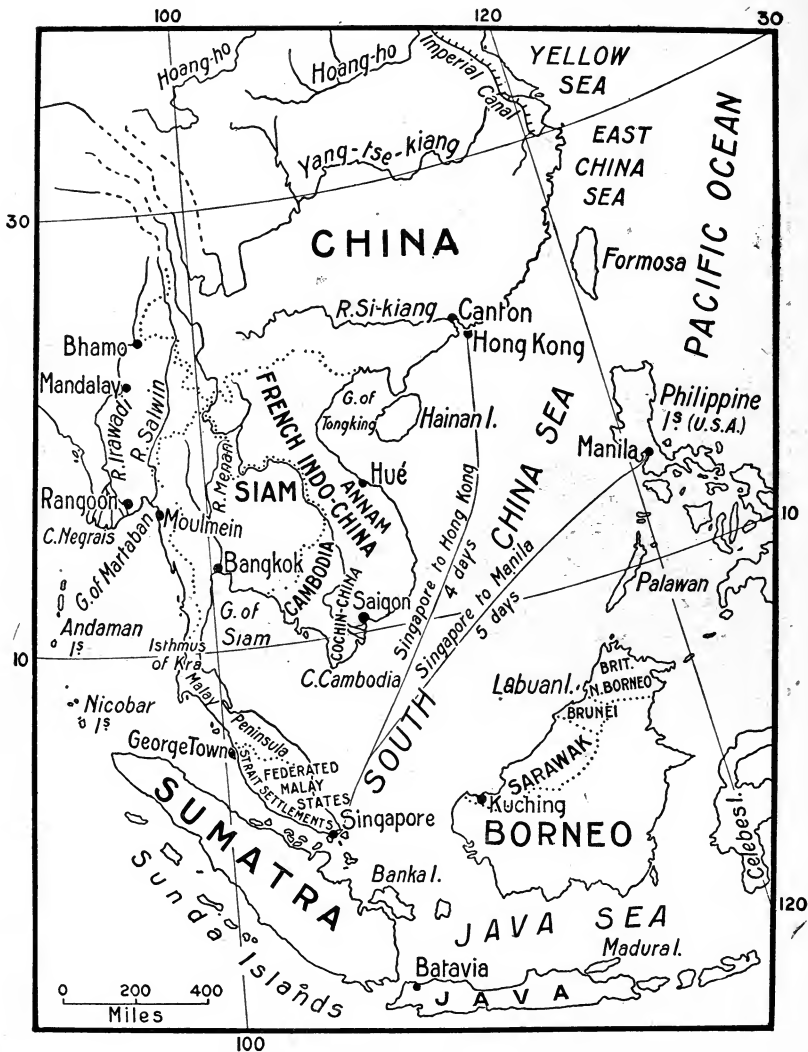 100
120
30
Hoang-ho
Hoang-ho
Imperial Canal
YELLOW
SEA
Yang-tse-kiang
EAST
CHINA
SEA
PACIFIC OCEAN
30
CHINA
Formosa
R.Si-kiang
Canton
Hong Kong
Bhamo
Mandalay
R.Irawadi
R.Salwin
R.Menan
FRENCH INDO-CHINA
G. of
Tongking
Hainan I.
Philippine
Is (U.S.A.)
Manila
Hué
ANNAM
SIAM
Rangoon
C.Negrais
G.of Martaban
Moulmein
Bangkok
CAMBODIA
COCHIN-CHINA
Saigon
Singapore to Hong Kong
4 days
Singapore to Manila
5 days
SOUTH CHINA SEA
10
Palawan
Andaman
Is
G. of
Siam
10
Isthmus
of Kra
C.Cambodia
Malay Peninsula
Nicobar
Is
Labuan I.
BRIT.
N.BORNEO
BRUNEI
SARAWAK
George Town
STRAIT SETTLEMENTS
FEDERATED
MALAY
STATES
Singapore
Kuching
BORNEO
Celebes I.
SUMATRA
Sunda Islands
Banka I.
120
JAVA SEA
Madura I.
Batavia
JAVA
0 200 400
Miles
100